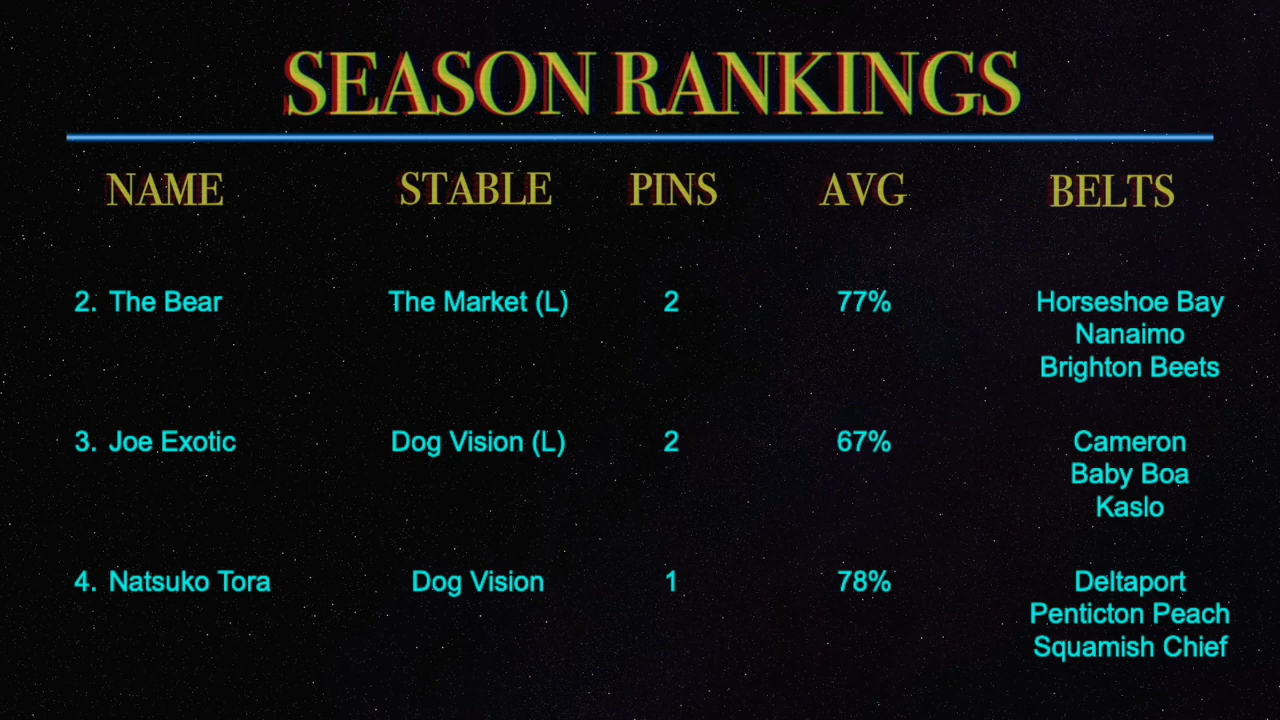 SEASON RANKINGS
NAME STABLE PINS AVG BELTS
2. The Bear The Market (L) 2 77% Horseshoe Bay
Nanaimo
Brighton Beets
3. Joe Exotic Dog Vision (L) 2 67% Cameron
Baby Boa
Kaslo
4. Natsuko Tora Dog Vision 1 78% Deltaport
Penticton Peach
Squamish Chief